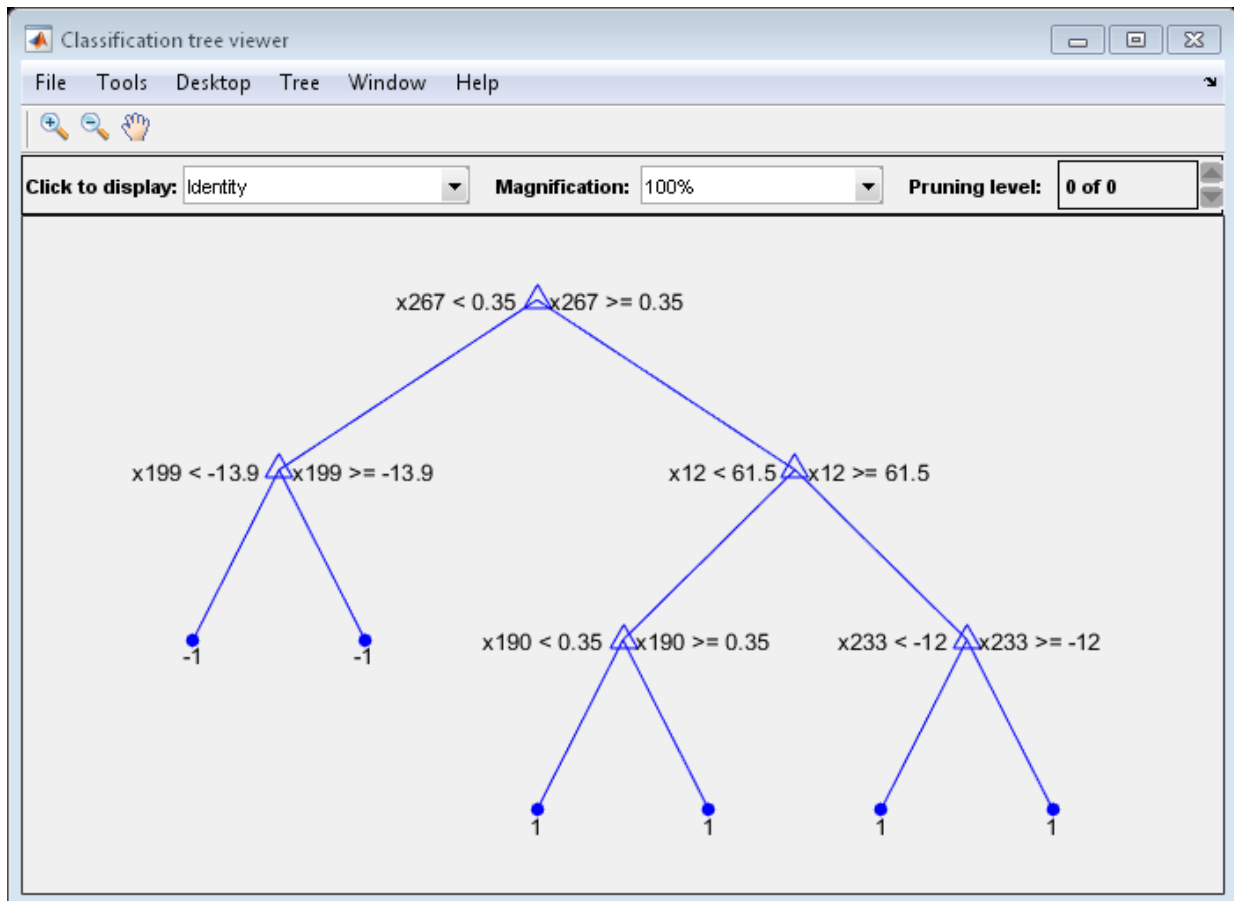 Classification tree viewer
File Tools Desktop Tree Window Help
Click to display: Identity Magnification: 100% Pruning level: 0 of 0
x267 < 0.35 x267 >= 0.35
x199 < -13.9 x199 >= -13.9 x12 < 61.5 x12 >= 61.5
-1 -1 x190 < 0.35 x190 >= 0.35 x233 < -12 x233 >= -12
1 1 1 1